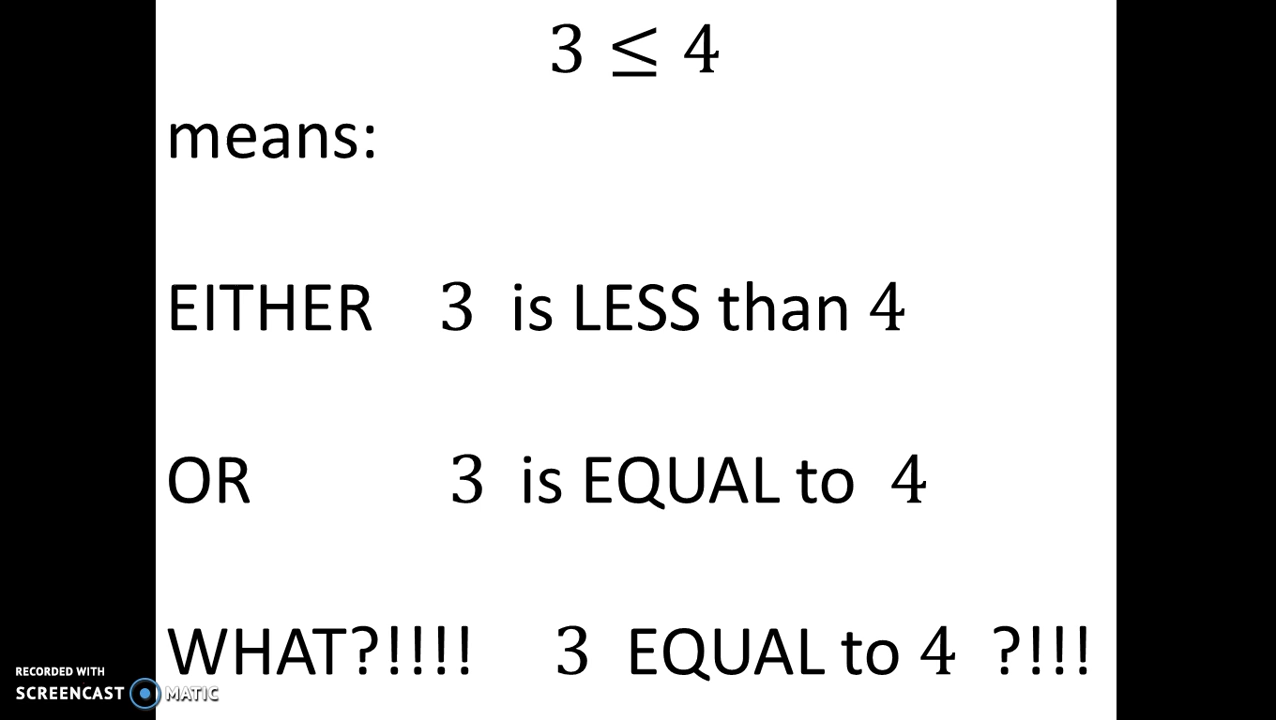 3 ≤ 4
means:
EITHER 3 is LESS than 4
OR 3 is EQUAL to 4
WHAT?!!!! 3 EQUAL to 4 ?!!!
RECORDED WITH
SCREENCAST MATIC